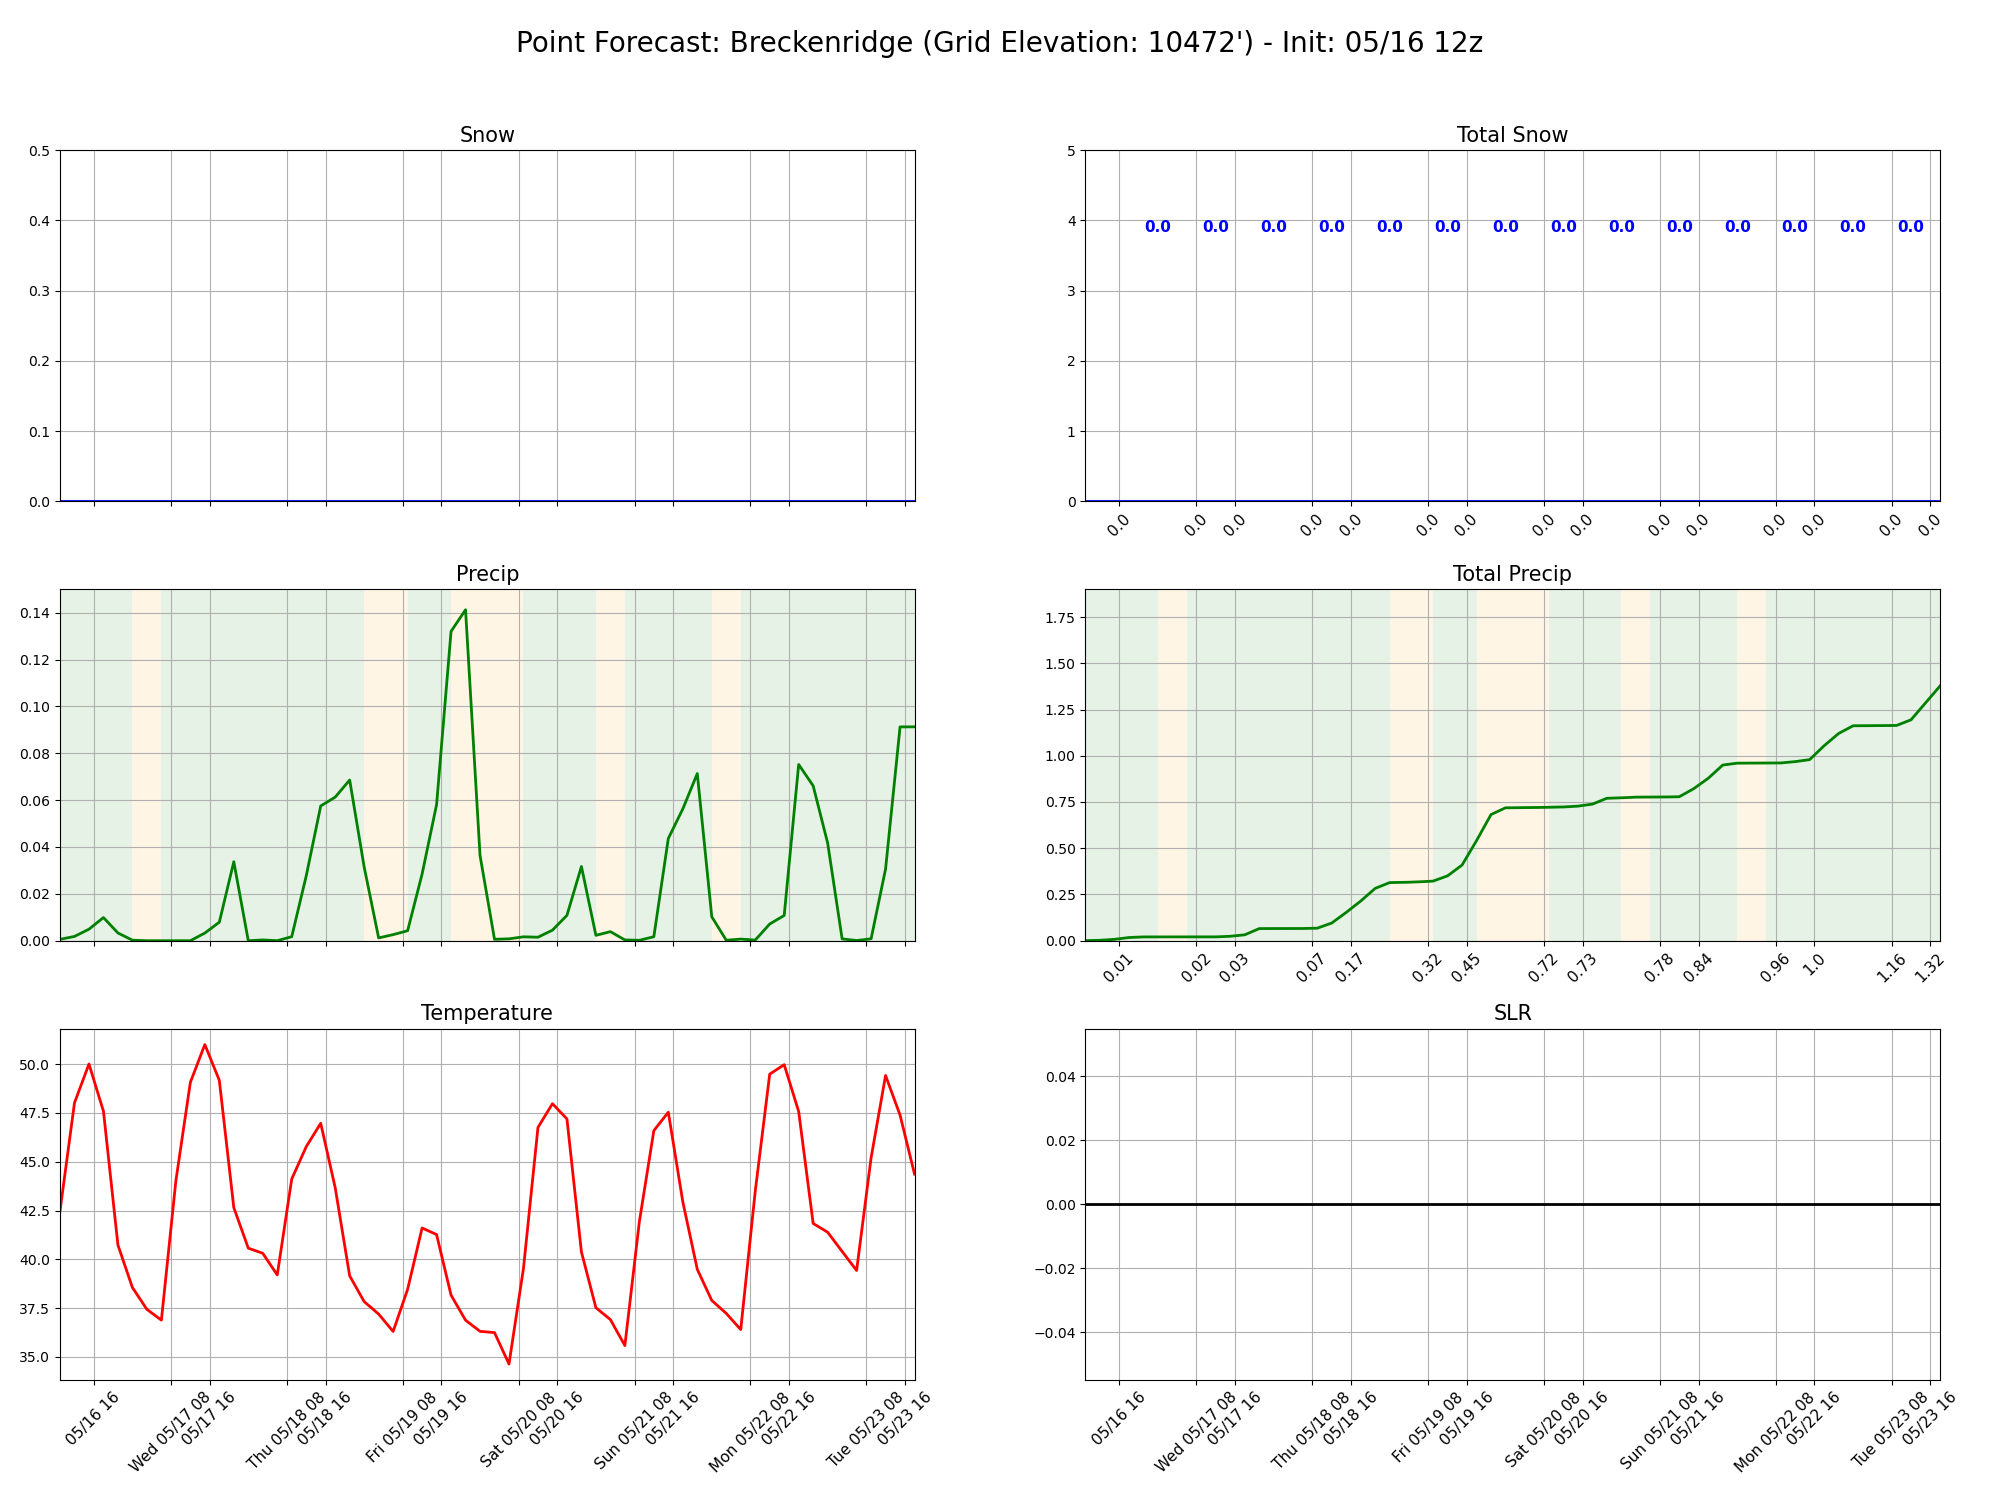 Point Forecast: Breckenridge (Grid Elevation: 10472') - Init: 05/16 12z
Snow
0.5
0.4
0.3
0.2
0.1
0.0
Total Snow
5
4
3
2
1
0
0.0 0.0 0.0 0.0 0.0 0.0 0.0 0.0 0.0 0.0 0.0 0.0 0.0 0.0
0.0 0.0 0.0 0.0 0.0 0.0 0.0 0.0 0.0 0.0 0.0 0.0 0.0 0.0 0.0
Precip
0.14
0.12
0.10
0.08
0.06
0.04
0.02
0.00
Total Precip
1.75
1.50
1.25
1.00
0.75
0.50
0.25
0.00
0.01 0.02 0.03 0.07 0.17 0.32 0.45 0.72 0.73 0.78 0.84 0.96 1.0 1.16 1.32
Temperature
50.0
47.5
45.0
42.5
40.0
37.5
35.0
05/16 16
Wed 05/17 08
05/17 16
Thu 05/18 08
05/18 16
Fri 05/19 08
05/19 16
Sat 05/20 08
05/20 16
Sun 05/21 08
05/21 16
Mon 05/22 08
05/22 16
Tue 05/23 08
05/23 16
SLR
0.04
0.02
0.00
−0.02
−0.04
05/16 16
Wed 05/17 08
05/17 16
Thu 05/18 08
05/18 16
Fri 05/19 08
05/19 16
Sat 05/20 08
05/20 16
Sun 05/21 08
05/21 16
Mon 05/22 08
05/22 16
Tue 05/23 08
05/23 16